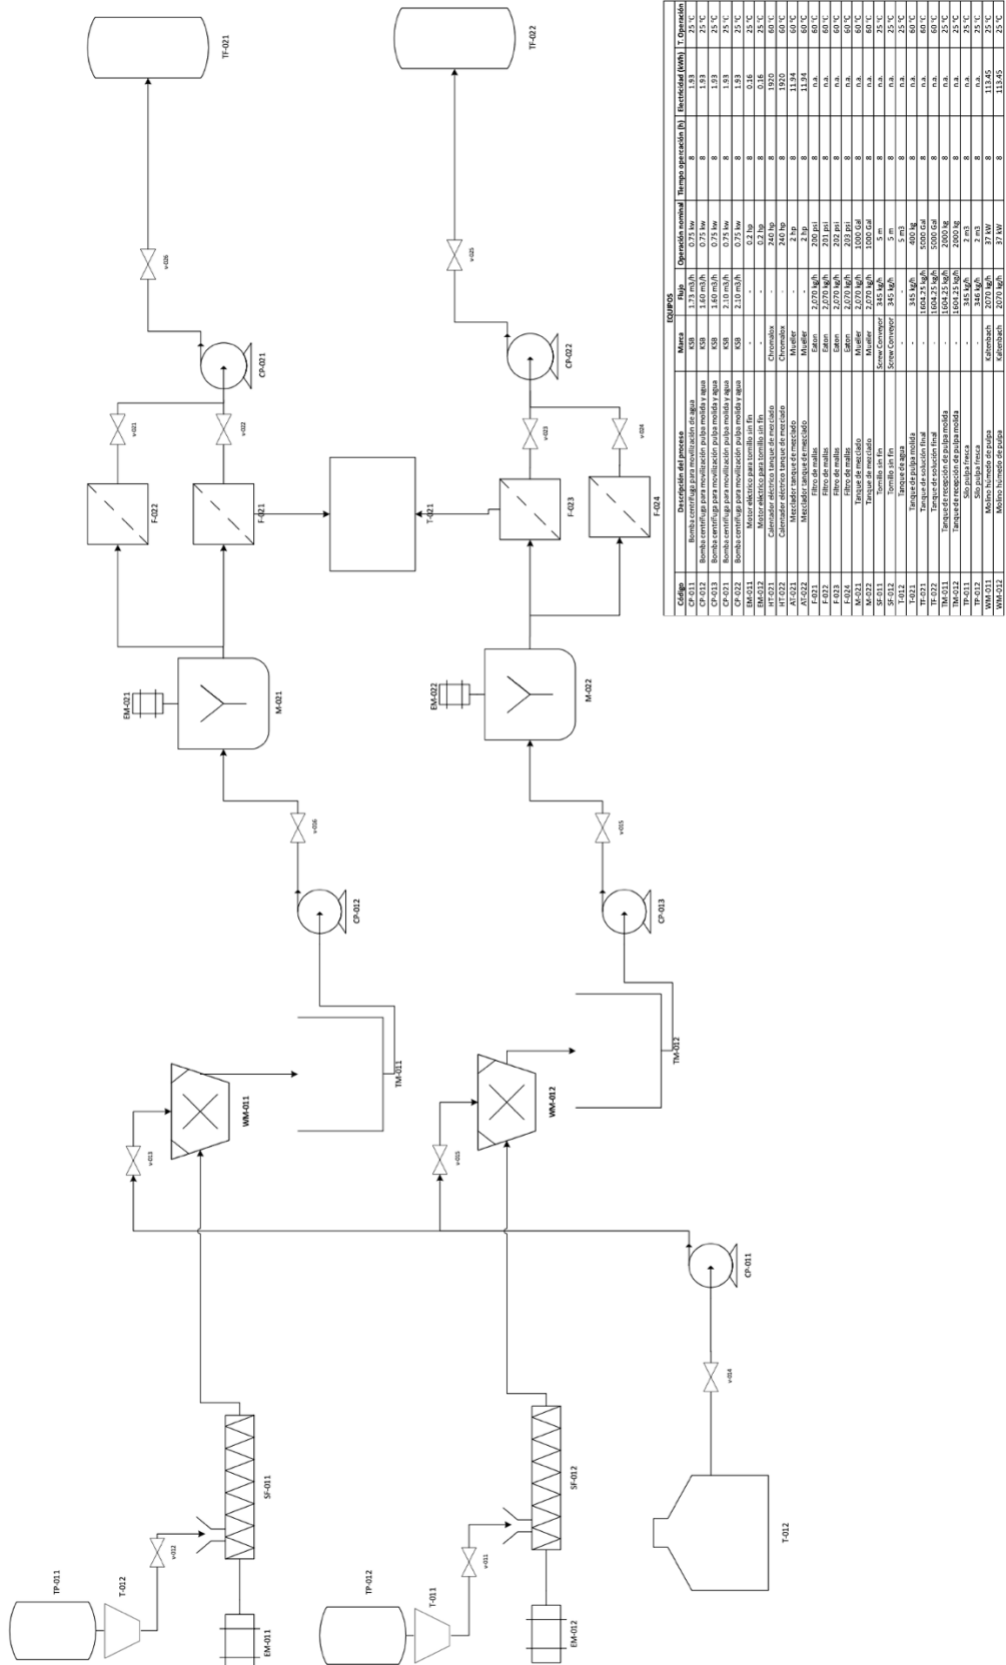 TF-021
TF-022
v-026
v-025
CP-021
CP-022
v-021
v-022
v-023
v-024
F-022
F-021
T-021
F-023
F-024
EM-021
M-021
EM-022
M-022
v-016
v-015
CP-012
CP-013
TM-011
TM-012
WM-011
WM-012
v-013
v-015
CP-011
v-014
SF-011
SF-012
T-012
TP-011
T-012
v-012
EM-011
TP-012
T-011
v-011
EM-012
EQUIPOS
Código Descripción del proceso Marca Flujo Operación nominal Tiempo opercación (h) Electricidad (kWh) T. Operación
CP-011 Bomba centrifuga para movilización de agua KSB 1.73 m3/h 0.75 kw 8 1.93 25 °C
CP-012 Bomba centrifuga para movilización pulpa molida y agua KSB 1.60 m3/h 0.75 kw 8 1.93 25 °C
CP-013 Bomba centrifuga para movilización pulpa molida y agua KSB 1.60 m3/h 0.75 kw 8 1.93 25 °C
CP-021 Bomba centrifuga para movilización pulpa molida y agua KSB 2.10 m3/h 0.75 kw 8 1.93 25 °C
CP-022 Bomba centrifuga para movilización pulpa molida y agua KSB 2.10 m3/h 0.75 kw 8 1.93 25 °C
EM-011 Motor eléctrico para tornillo sin fin - - 0.2 hp 8 0.16 25 °C
EM-012 Motor eléctrico para tornillo sin fin - - 0.2 hp 8 0.16 25 °C
HT-021 Calentador eléctrico tanque de mezclado Chromalox - 240 hp 8 1920 60 °C
HT-022 Calentador eléctrico tanque de mezclado Chromalox - 240 hp 8 1920 60 °C
AT-021 Mezclador tanque de mezclado Mueller - 2 hp 8 11.94 60 °C
AT-022 Mezclador tanque de mezclado Mueller - 2 hp 8 11.94 60 °C
F-021 Filtro de mallas Eaton 2,070 kg/h 200 psi 8 n.a. 60 °C
F-022 Filtro de mallas Eaton 2,070 kg/h 201 psi 8 n.a. 60 °C
F-023 Filtro de mallas Eaton 2,070 kg/h 202 psi 8 n.a. 60 °C
F-024 Filtro de mallas Eaton 2,070 kg/h 203 psi 8 n.a. 60 °C
M-021 Tanque de mezclado Mueller 2,070 kg/h 1000 Gal 8 n.a. 60 °C
M-022 Tanque de mezclado Mueller 2,070 kg/h 1000 Gal 8 n.a. 60 °C
SF-011 Tornillo sin fin Screw Conveyor 345 kg/h 5 m 8 n.a. 25 °C
SF-012 Tornillo sin fin Screw Conveyor 345 kg/h 5 m 8 n.a. 25 °C
T-012 Tanque de agua - - 5 m3 8 n.a. 25 °C
T-021 Tanque de pulpa molida - 345 kg/h 400 kg 8 n.a. 60 °C
TF-021 Tanque de solución final - 1604.25 kg/h 5000 Gal 8 n.a. 60 °C
TF-022 Tanque de solución final - 1604.25 kg/h 5000 Gal 8 n.a. 60 °C
TM-011 Tanque de recepción de pulpa molida - 1604.25 kg/h 2000 kg 8 n.a. 25 °C
TM-012 Tanque de recepción de pulpa molida - 1604.25 kg/h 2000 kg 8 n.a. 25 °C
TP-011 Silo pulpa fresca - 345 kg/h 2 m3 8 n.a. 25 °C
TP-012 Silo pulpa fresca - 346 kg/h 2 m3 8 n.a. 25 °C
WM-011 Molino húmedo de pulpa Kaltenbach 2070 kg/h 37 kW 8 113.45 25 °C
WM-012 Molino húmedo de pulpa Kaltenbach 2070 kg/h 37 kW 8 113.45 25 °C